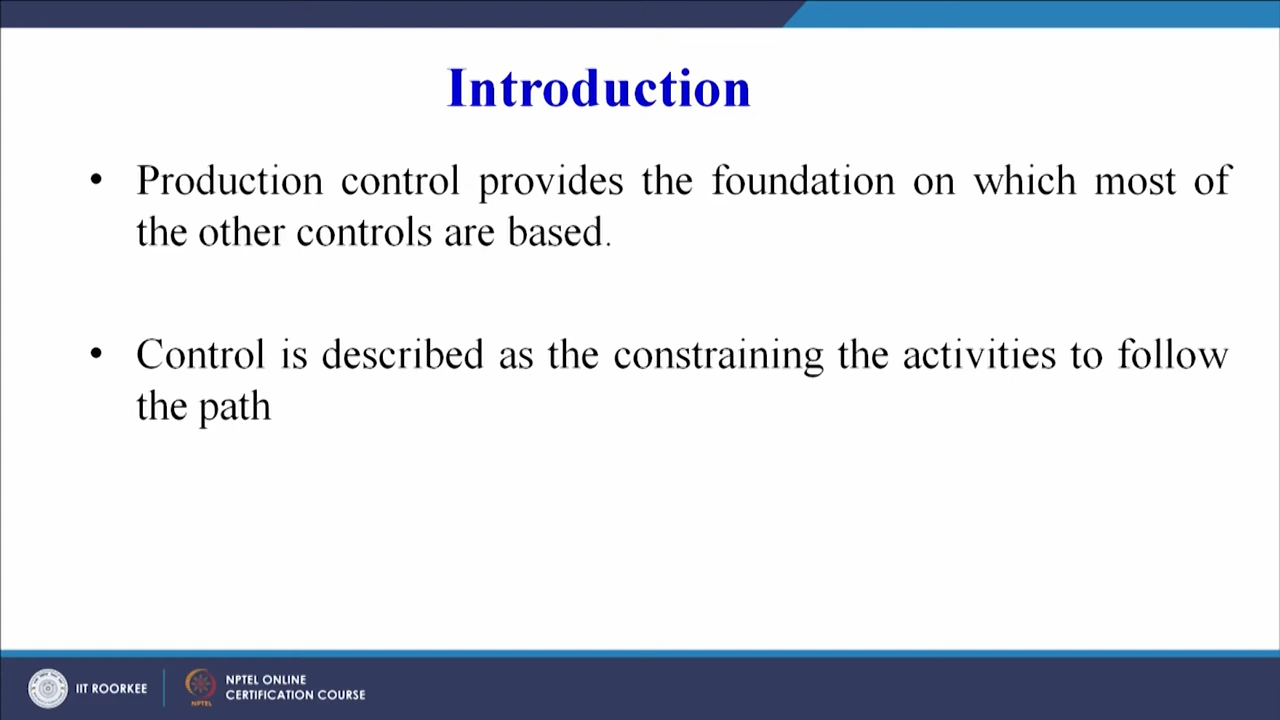 Introduction
• Production control provides the foundation on which most of
the other controls are based.
• Control is described as the constraining the activities to follow
the path
IIT ROORKEE
NPTEL
NPTEL ONLINE
CERTIFICATION COURSE